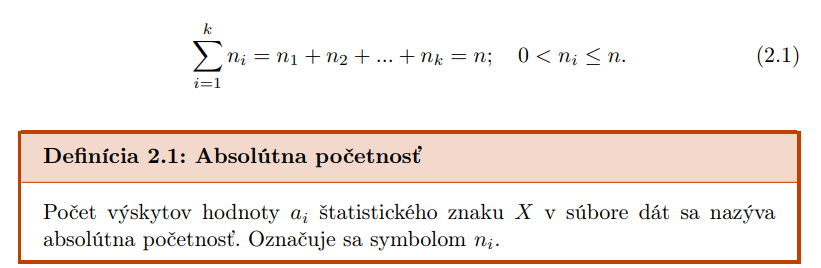 \sum_{i=1}^{k} n_i = n_1 + n_2 + ... + n_k = n; \quad 0 < n_i \leq n. \quad (2.1)
Definícia 2.1: Absolútna početnosť
Počet výskytov hodnoty a_i štatistického znaku X v súbore dát sa nazýva
absolútna početnosť. Označuje sa symbolom n_i.